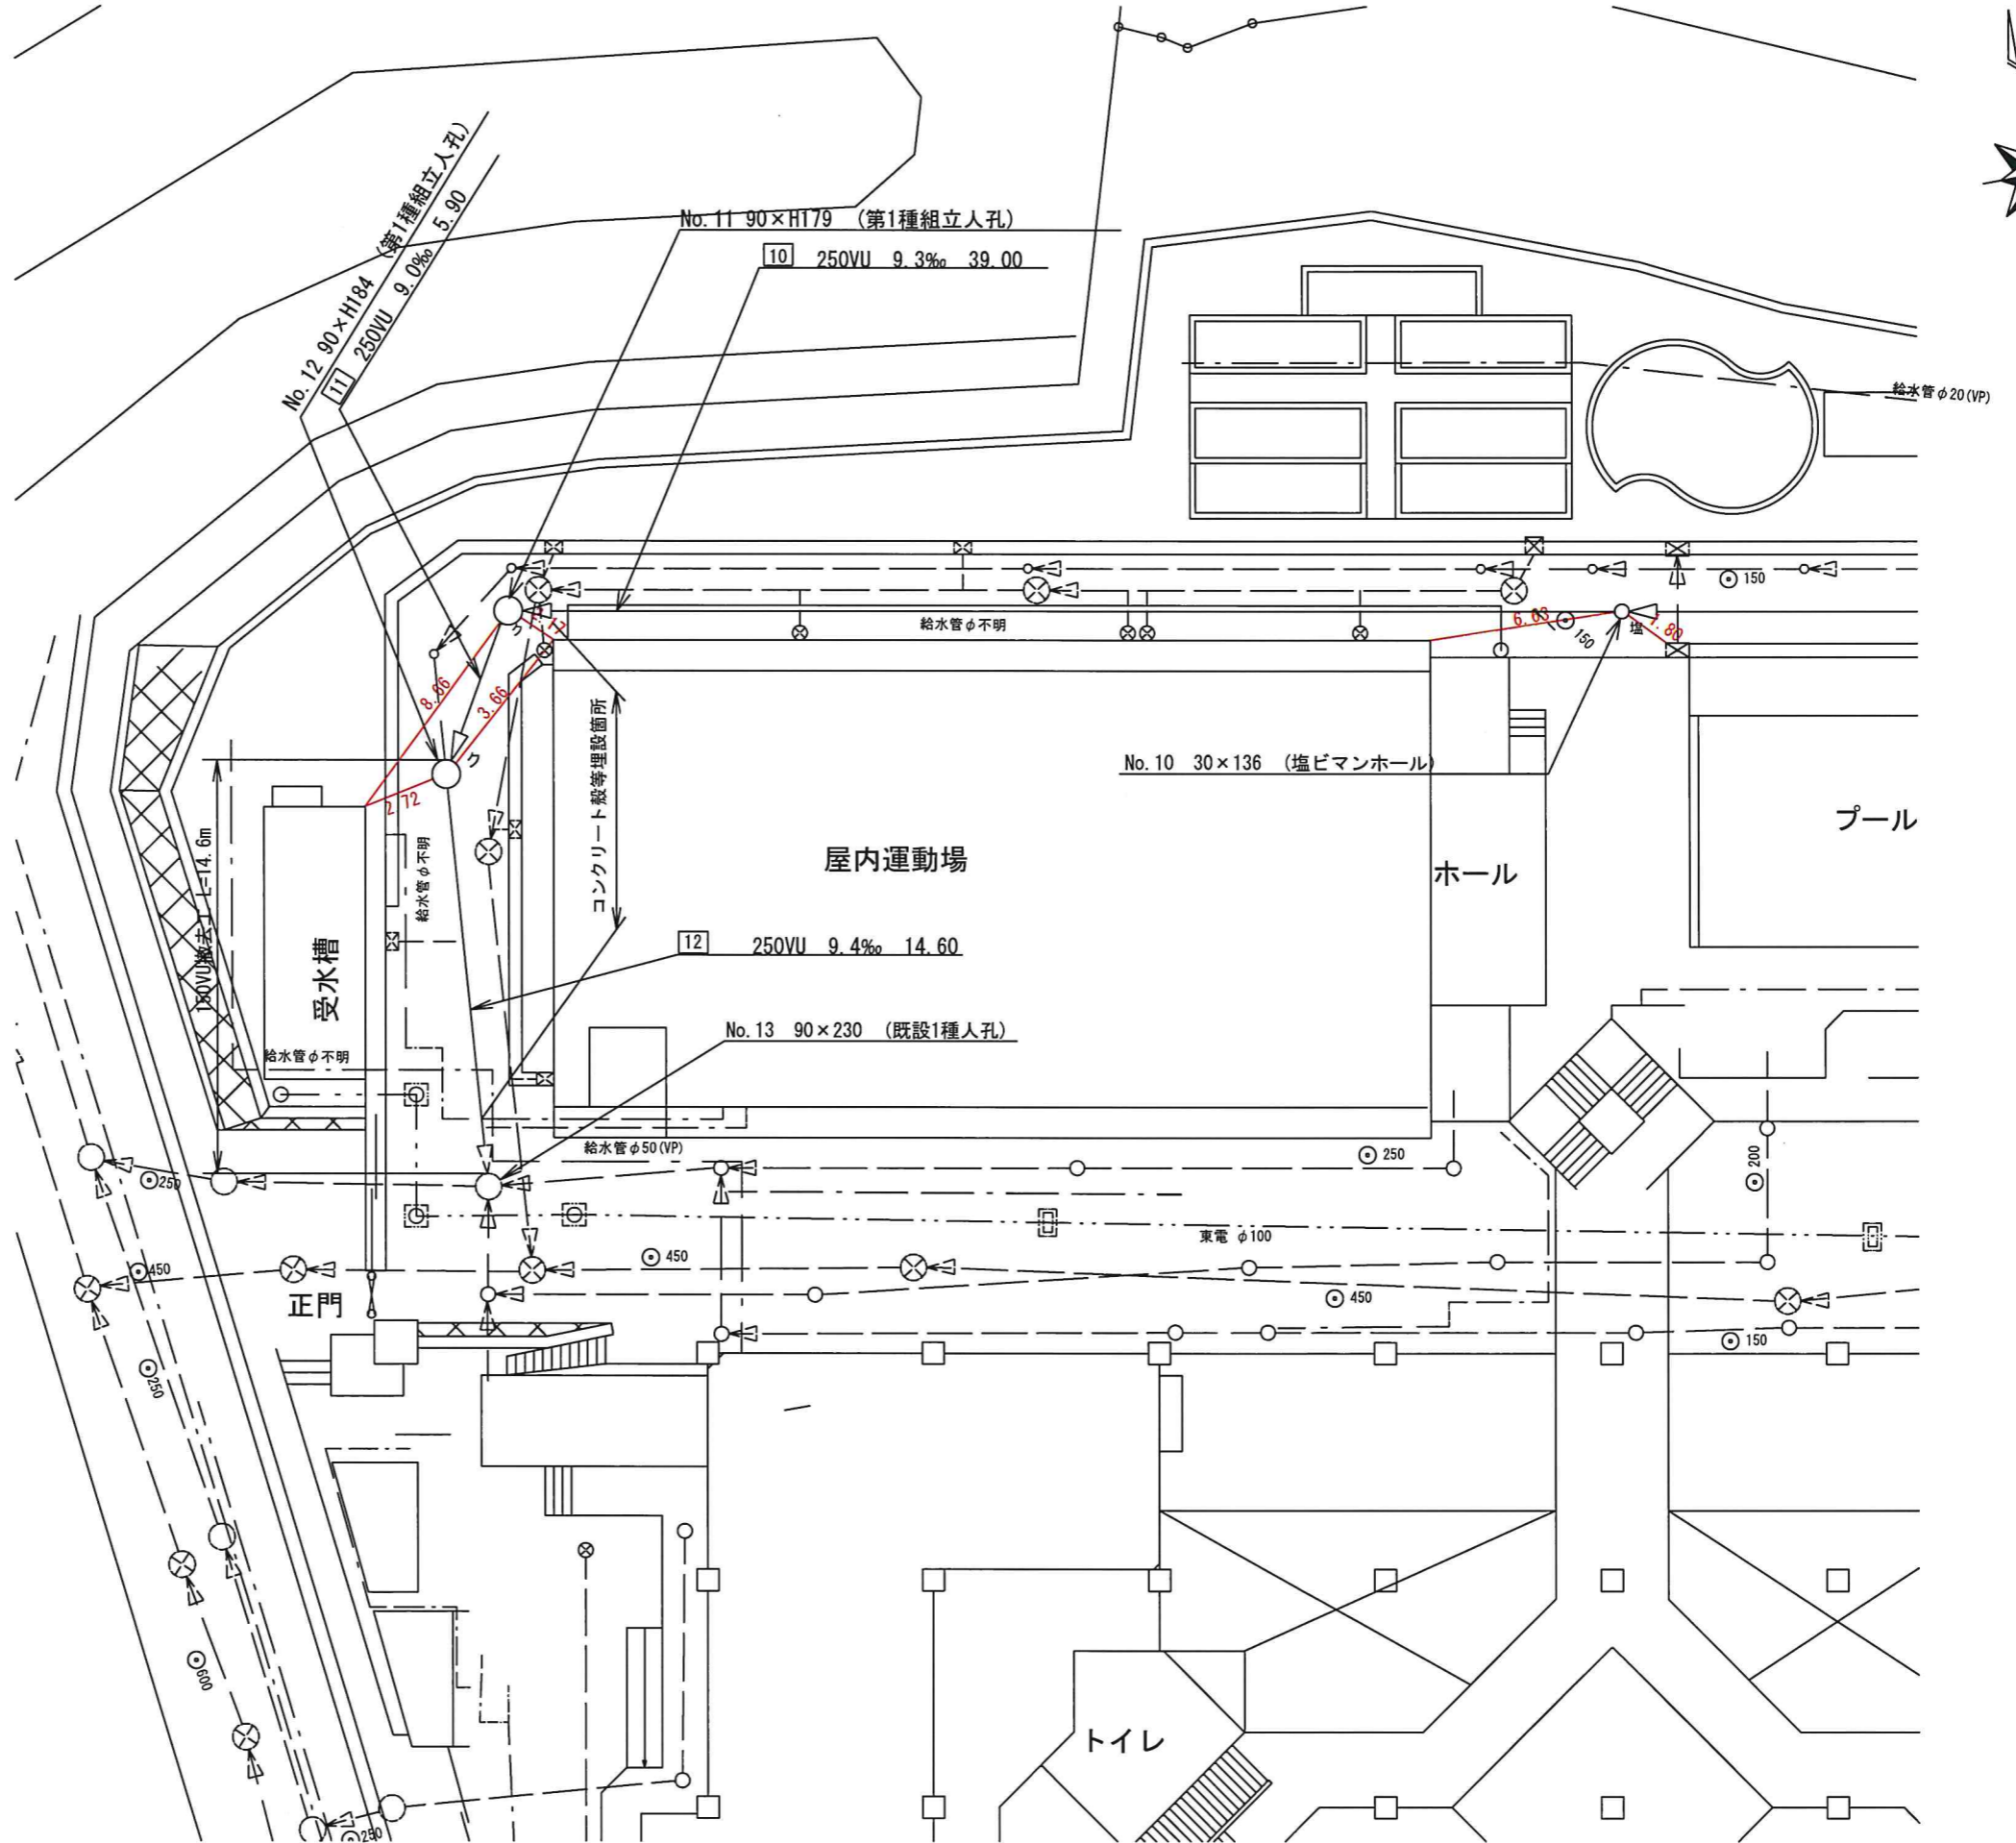 No.12 90×H184 (第1種組立人孔)
11 250VU 9.0‰ 5.90
No.11 90×H179 (第1種組立人孔)
10 250VU 9.3‰ 39.00
給水管φ20(VP)
150
給水管φ不明
6.03
150
塩
1.80
ク
8.66
3.66
ク
2.72
コンクリート殻等埋設箇所
No.10 30×136 (塩ビマンホール)
プール
屋内運動場
ホール
150VU撤去工 L=14.6m
給水管φ不明
受水槽
12 250VU 9.4‰ 14.60
No.13 90×230 (既設1種人孔)
給水管φ不明
給水管φ50(VP)
250
200
250
東電 φ100
450
450
正門
450
150
250
600
トイレ
250